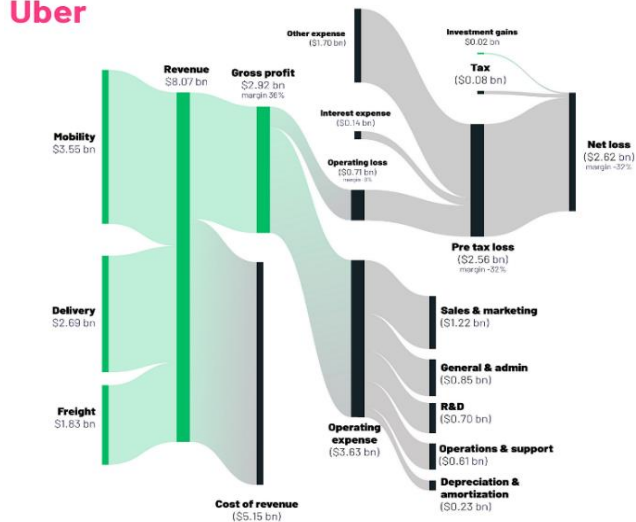 Uber
Revenue
$8.07 bn
Gross profit
$2.92 bn
margin 36%
Mobility
$3.55 bn
Delivery
$2.69 bn
Freight
$1.83 bn
Cost of revenue
($5.15 bn)
Other expense
($1.70 bn)
Interest expense
($0.14 bn)
Operating loss
($0.71 bn)
Operating
expense
($3.63 bn)
Investment gains
$0.02 bn
Tax
($0.08 bn)
Pre tax loss
($2.56 bn)
margin -32%
Net loss
($2.62 bn)
margin -32%
Sales & marketing
($1.22 bn)
General & admin
($0.85 bn)
R&D
($0.70 bn)
Operations & support
($0.61 bn)
Depreciation &
amortization
($0.23 bn)